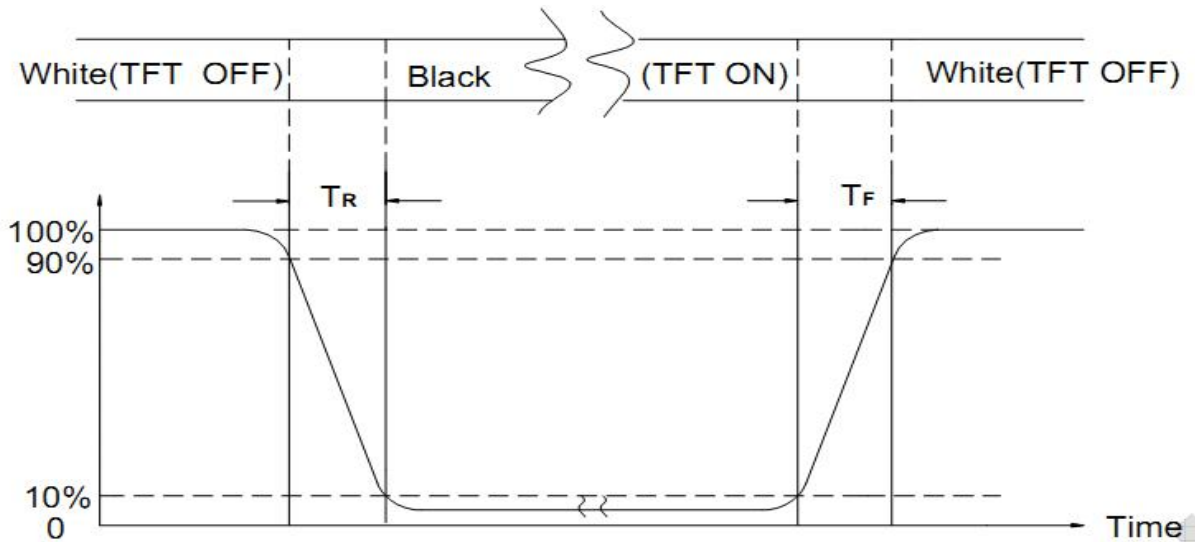 White(TFT OFF) Black (TFT ON) White(TFT OFF)
TR TF
100%
90%
10%
0
Time